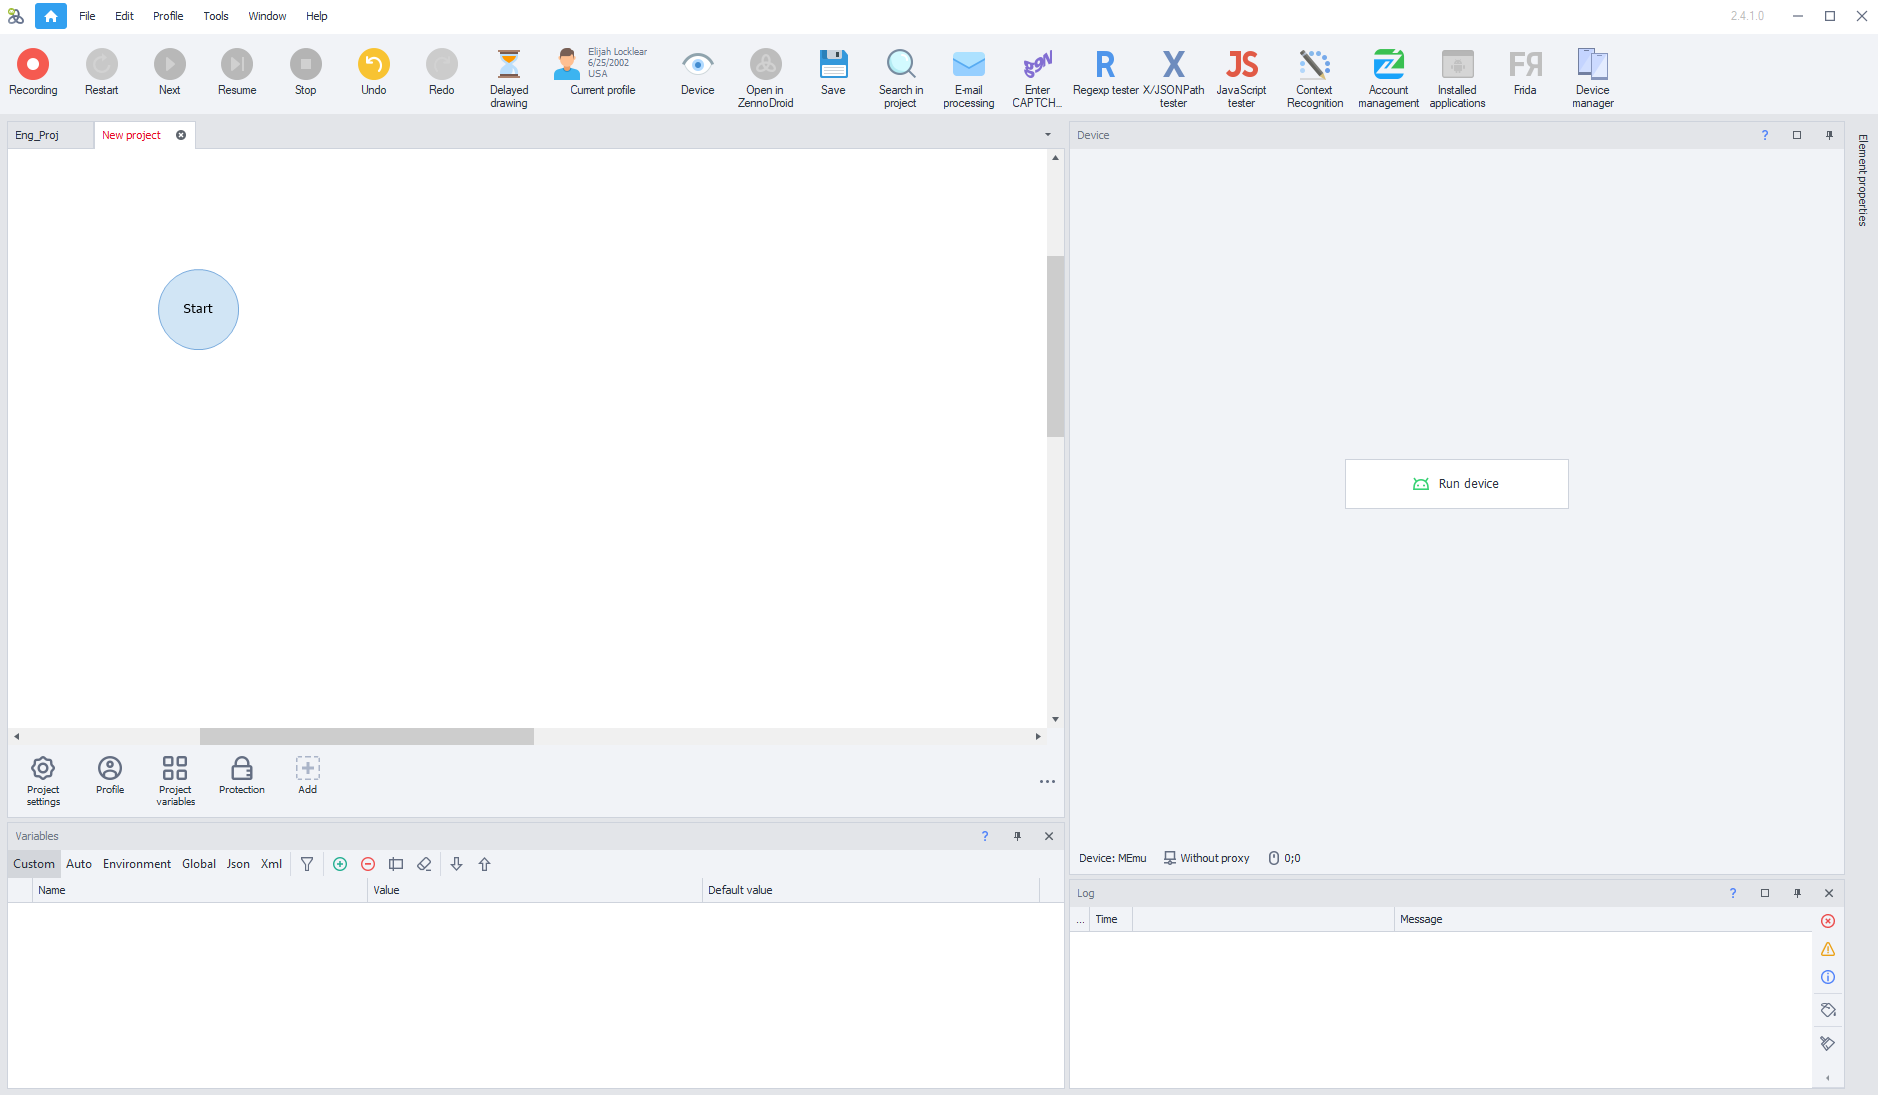 File Edit Profile Tools Window Help 2.4.1.0
Recording
Restart
Next
Resume
Stop
Undo
Redo
Delayed
drawing
Elijah Locklear
6/25/2002
USA
Current profile
Device
Open in
ZennoDroid
Save
Search in
project
E-mail
processing
Enter
CAPTCH...
R
Regexp tester
X
X/JSONPath
tester
JS
JavaScript
tester
Context
Recognition
Account
management
Installed
applications
FЯ
Frida
Device
manager
Eng_Proj
New project
Start
Project
settings
Profile
Project
variables
Protection
Add
...
Variables ?
Custom Auto Environment Global Json Xml
Name Value Default value
Device ?
Run device
Device: MEmu Without proxy 0;0
Log ?
... Time Message
Element properties